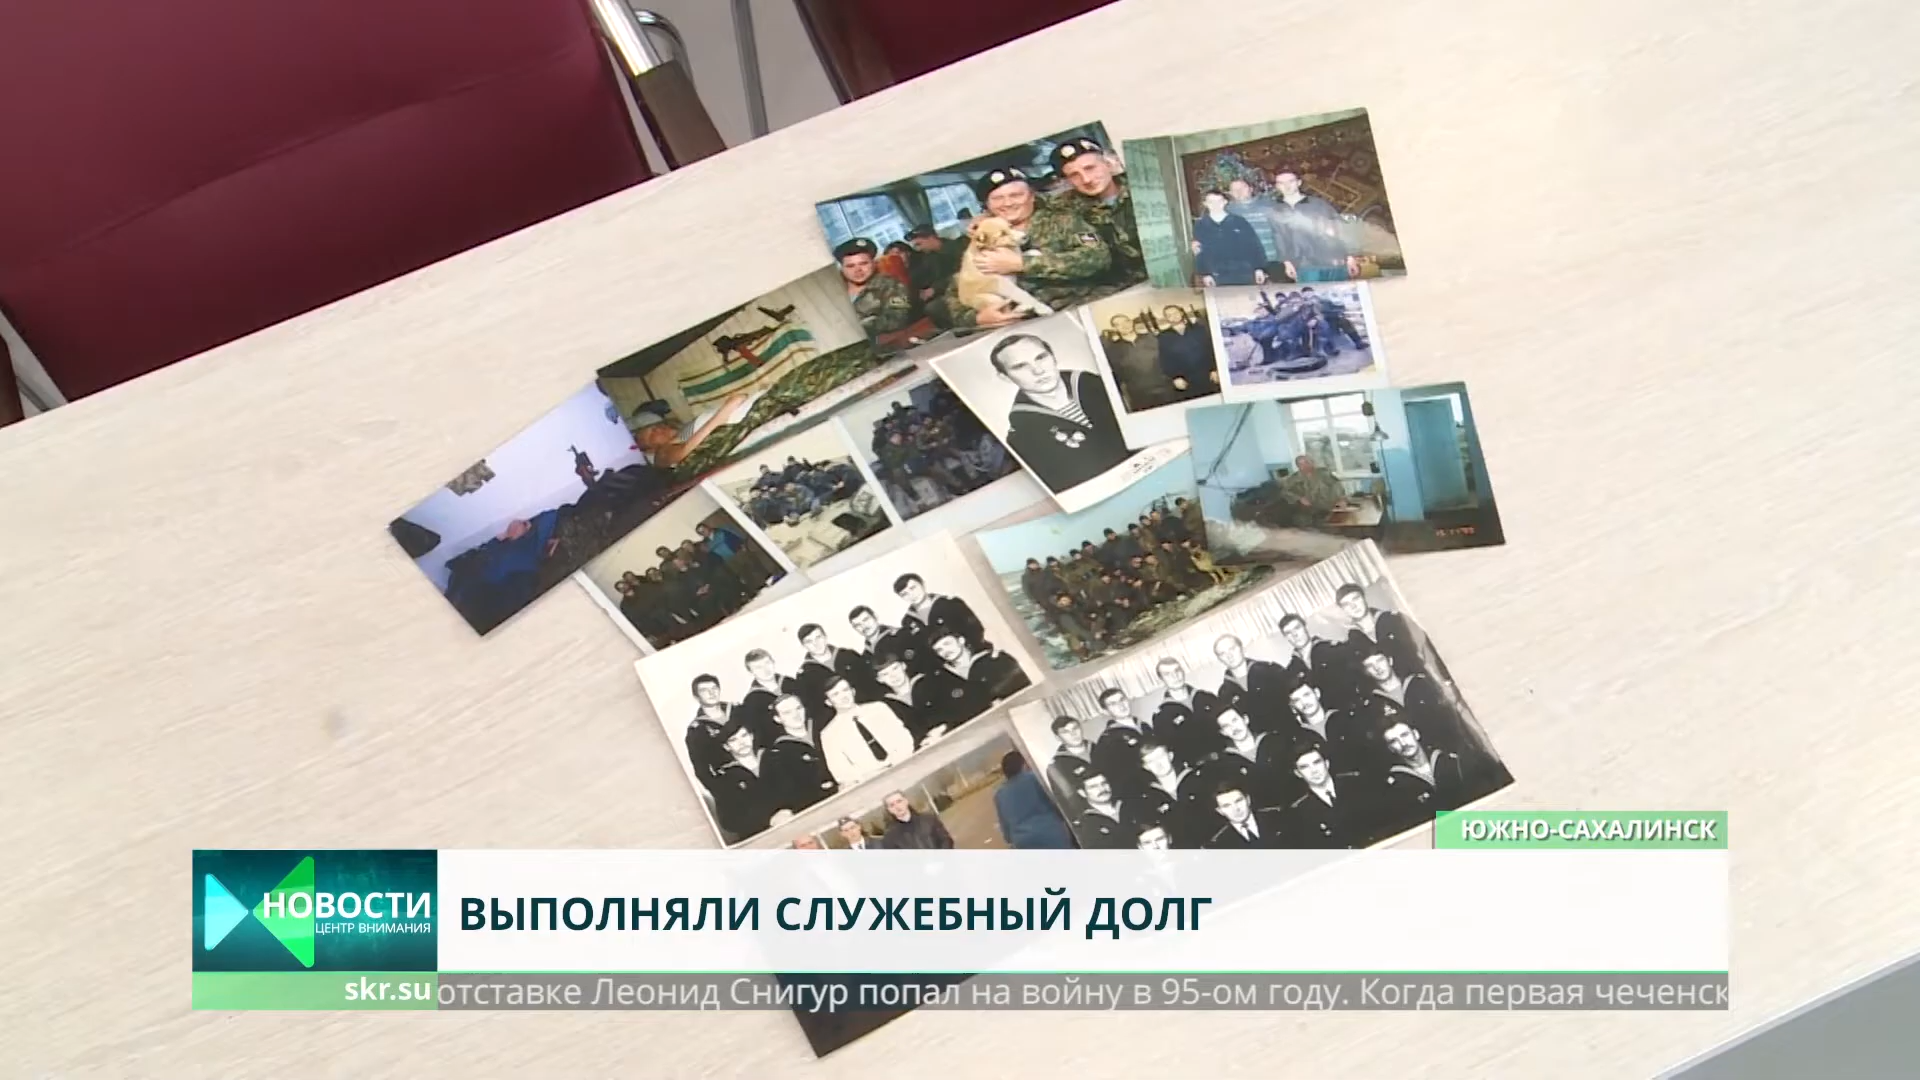 ЮЖНО-САХАЛИНСК
НОВОСТИ
ЦЕНТР ВНИМАНИЯ
ВЫПОЛНЯЛИ СЛУЖЕБНЫЙ ДОЛГ
skr.su
отставке Леонид Снигур попал на войну в 95-ом году. Когда первая чеченск